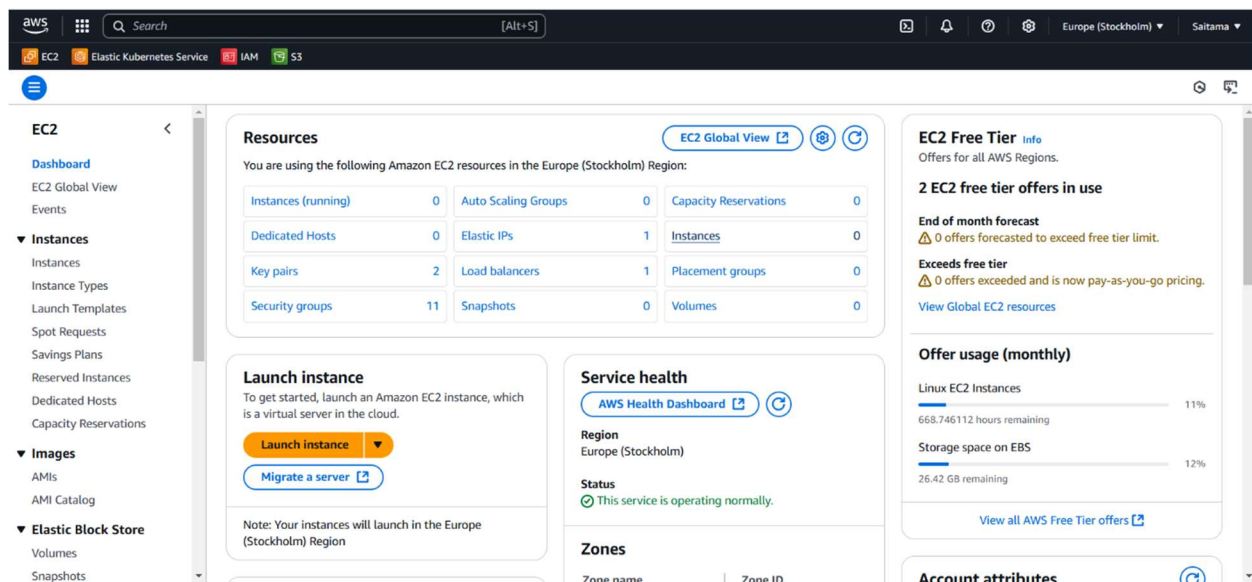 aws
Search
[Alt+S]
Europe (Stockholm)
Saitama
EC2
Elastic Kubernetes Service
IAM
S3
EC2
Dashboard
EC2 Global View
Events
Instances
Instances
Instance Types
Launch Templates
Spot Requests
Savings Plans
Reserved Instances
Dedicated Hosts
Capacity Reservations
Images
AMIs
AMI Catalog
Elastic Block Store
Volumes
Snapshots
Resources
EC2 Global View
You are using the following Amazon EC2 resources in the Europe (Stockholm) Region:
Instances (running) 0
Auto Scaling Groups 0
Capacity Reservations 0
Dedicated Hosts 0
Elastic IPs 1
Instances 0
Key pairs 2
Load balancers 1
Placement groups 0
Security groups 11
Snapshots 0
Volumes 0
Launch instance
To get started, launch an Amazon EC2 instance, which
is a virtual server in the cloud.
Launch instance
Migrate a server
Note: Your instances will launch in the Europe
(Stockholm) Region
Service health
AWS Health Dashboard
Region
Europe (Stockholm)
Status
This service is operating normally.
Zones
Zone name
Zone ID
EC2 Free Tier Info
Offers for all AWS Regions.
2 EC2 free tier offers in use
End of month forecast
0 offers forecasted to exceed free tier limit.
Exceeds free tier
0 offers exceeded and is now pay-as-you-go pricing.
View Global EC2 resources
Offer usage (monthly)
Linux EC2 Instances
11%
668.746112 hours remaining
Storage space on EBS
12%
26.42 GB remaining
View all AWS Free Tier offers
Account attributes